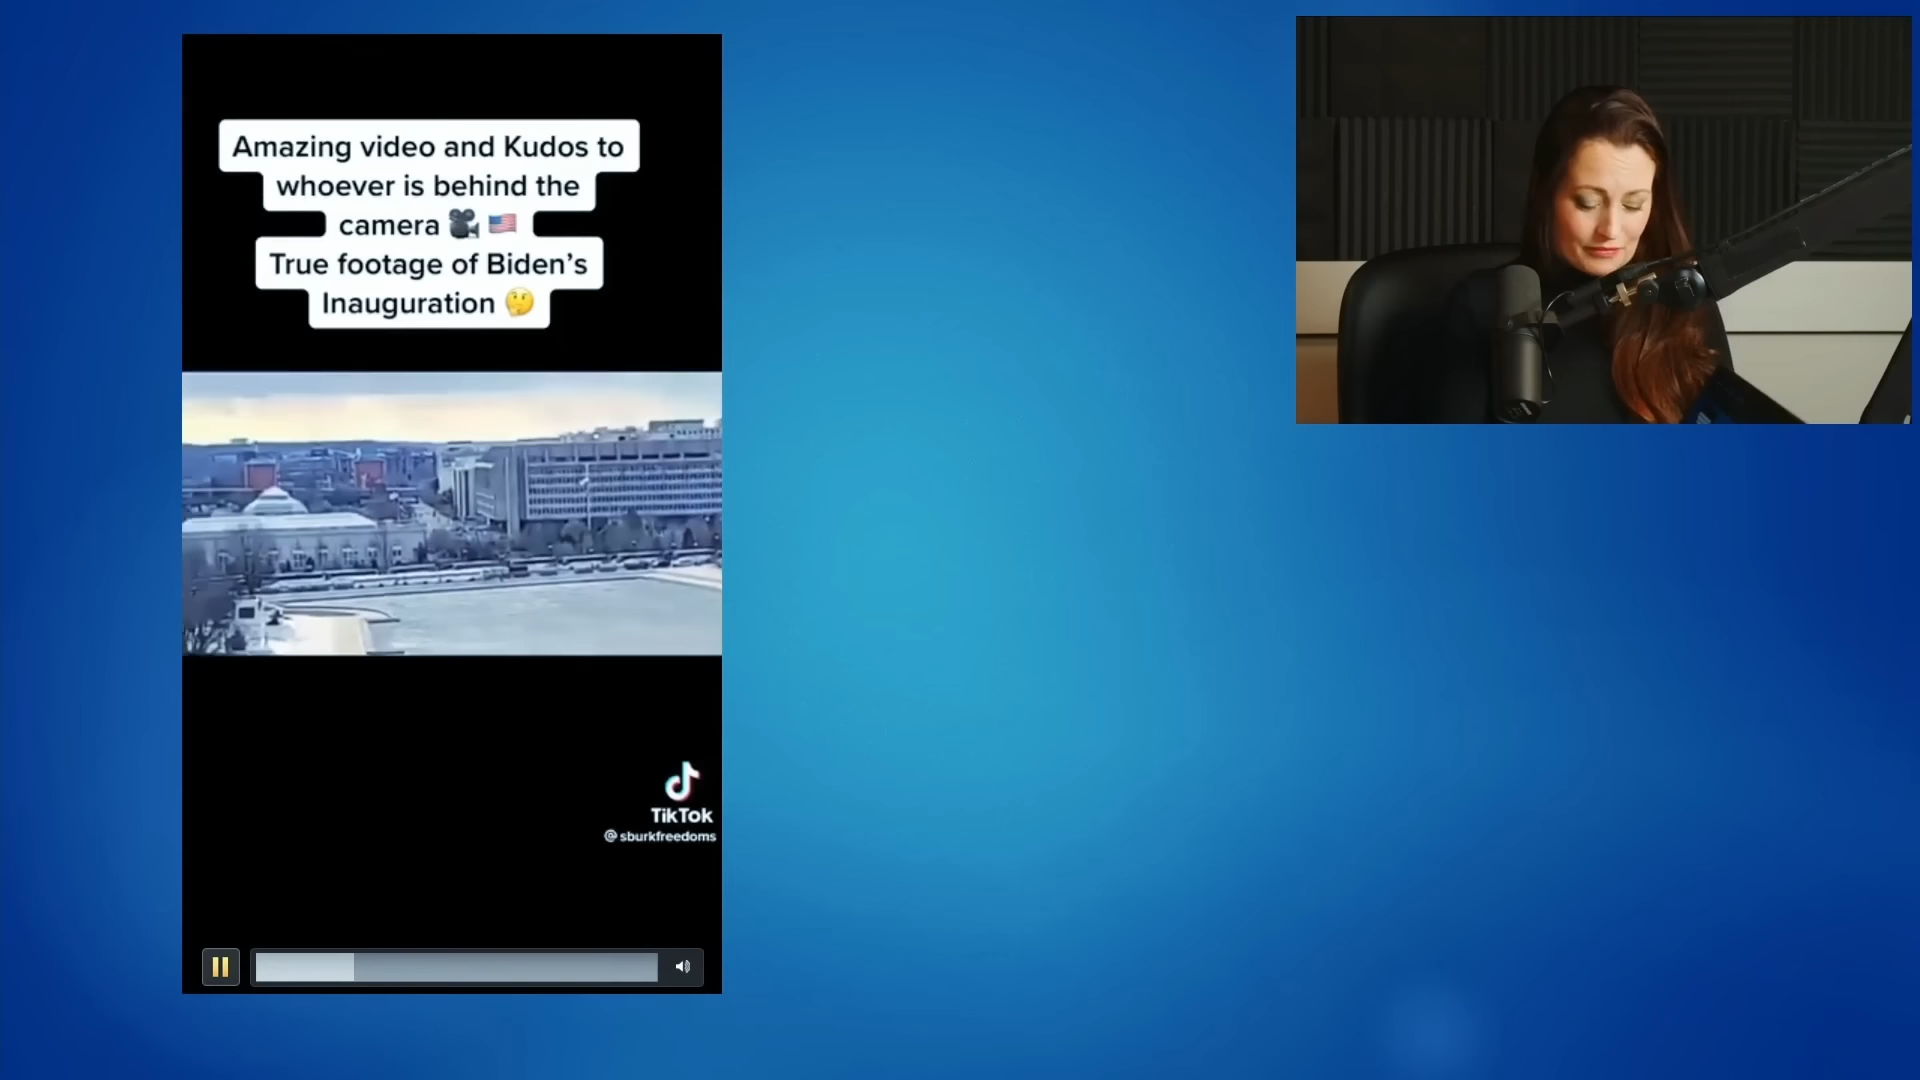 Amazing video and Kudos to
whoever is behind the
camera 🎥 🇺🇸
True footage of Biden's
Inauguration 🤔
TikTok
@sburkfreedoms